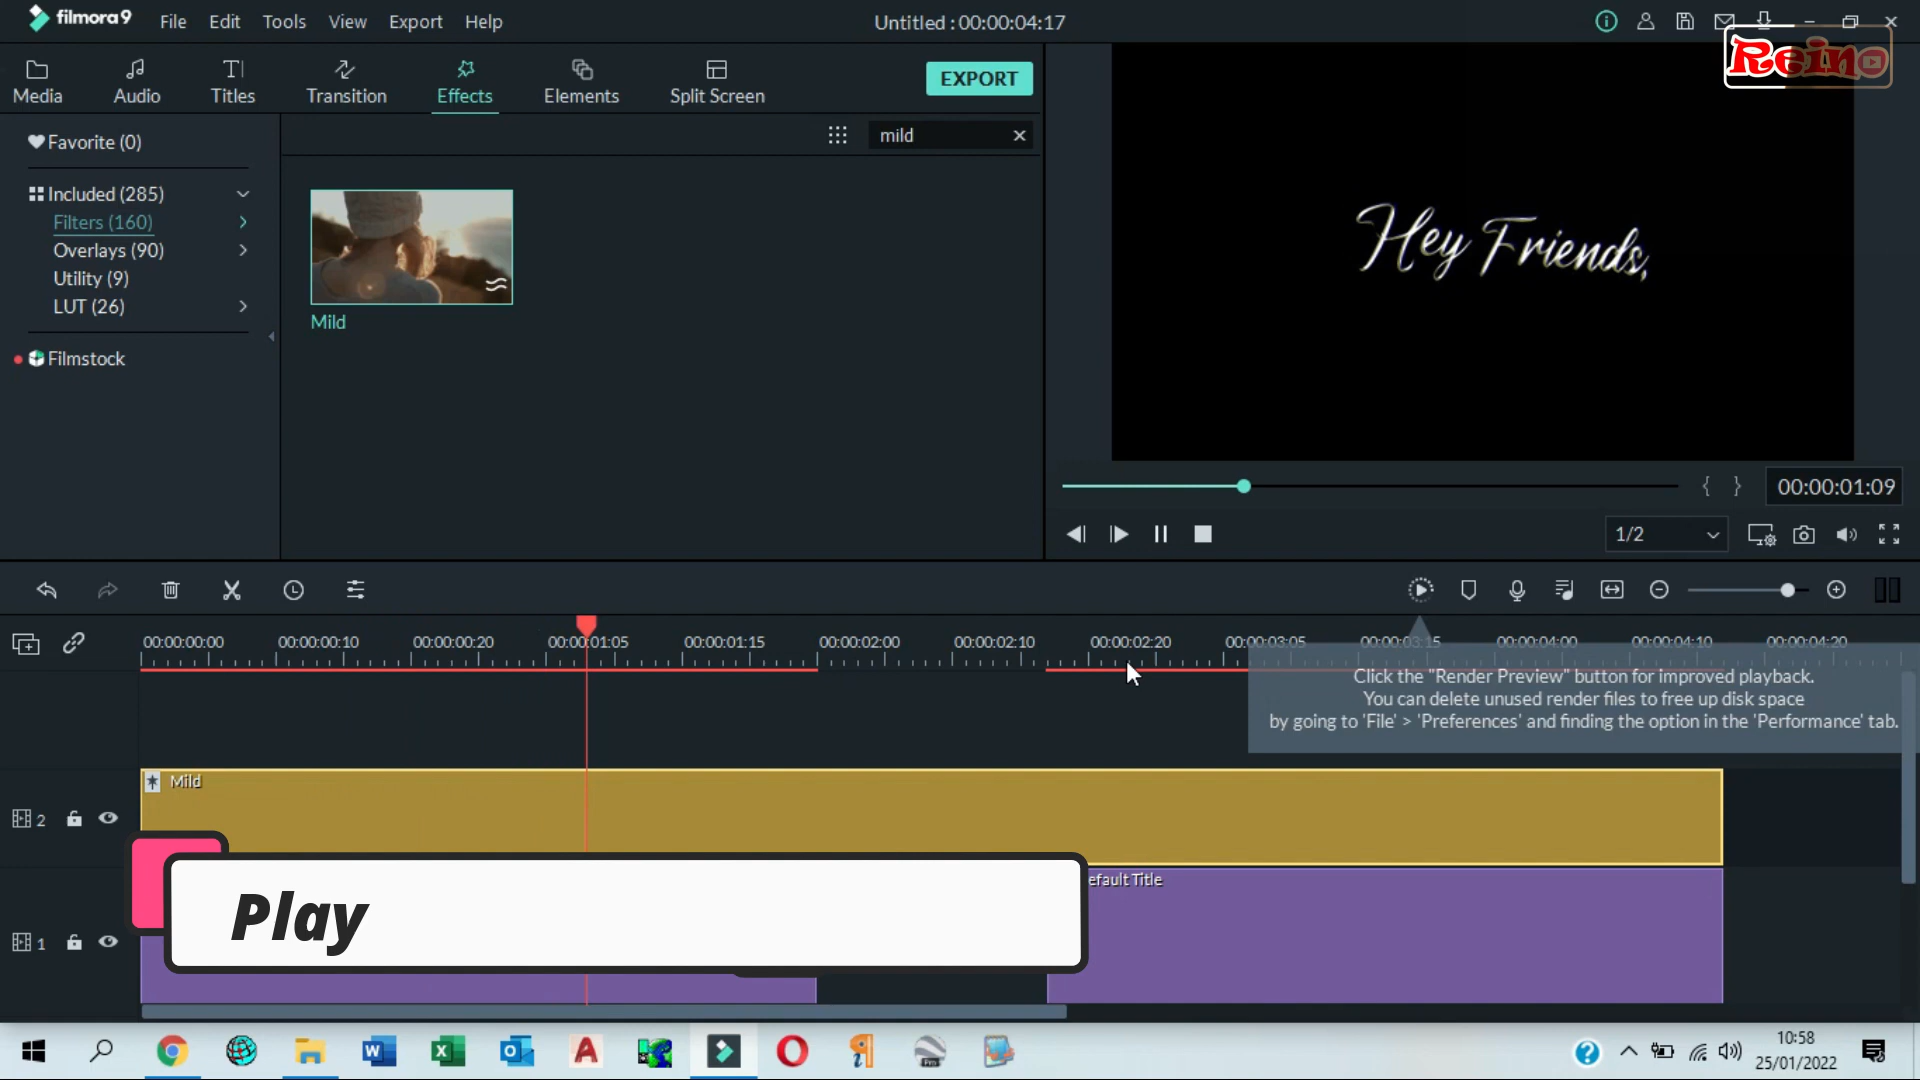 filmora9
File Edit Tools View Export Help
Untitled : 00:00:04:17
Reino
Media Audio Titles Transition Effects Elements Split Screen
EXPORT
Favorite (0)
mild
Included (285)
Filters (160)
Overlays (90)
Utility (9)
LUT (26)
Filmstock
Mild
Hey Friends,
00:00:01:09
1/2
00:00:00:00 00:00:00:10 00:00:00:20 00:00:01:05 00:00:01:15 00:00:02:00 00:00:02:10 00:00:02:20 00:00:03:05 00:00:03:15 00:00:04:00 00:00:04:10 00:00:04:20
Click the "Render Preview" button for improved playback.
You can delete unused render files to free up disk space
by going to 'File' > 'Preferences' and finding the option in the 'Performance' tab.
Mild
2
efault Title
Play
1
10:58
25/01/2022